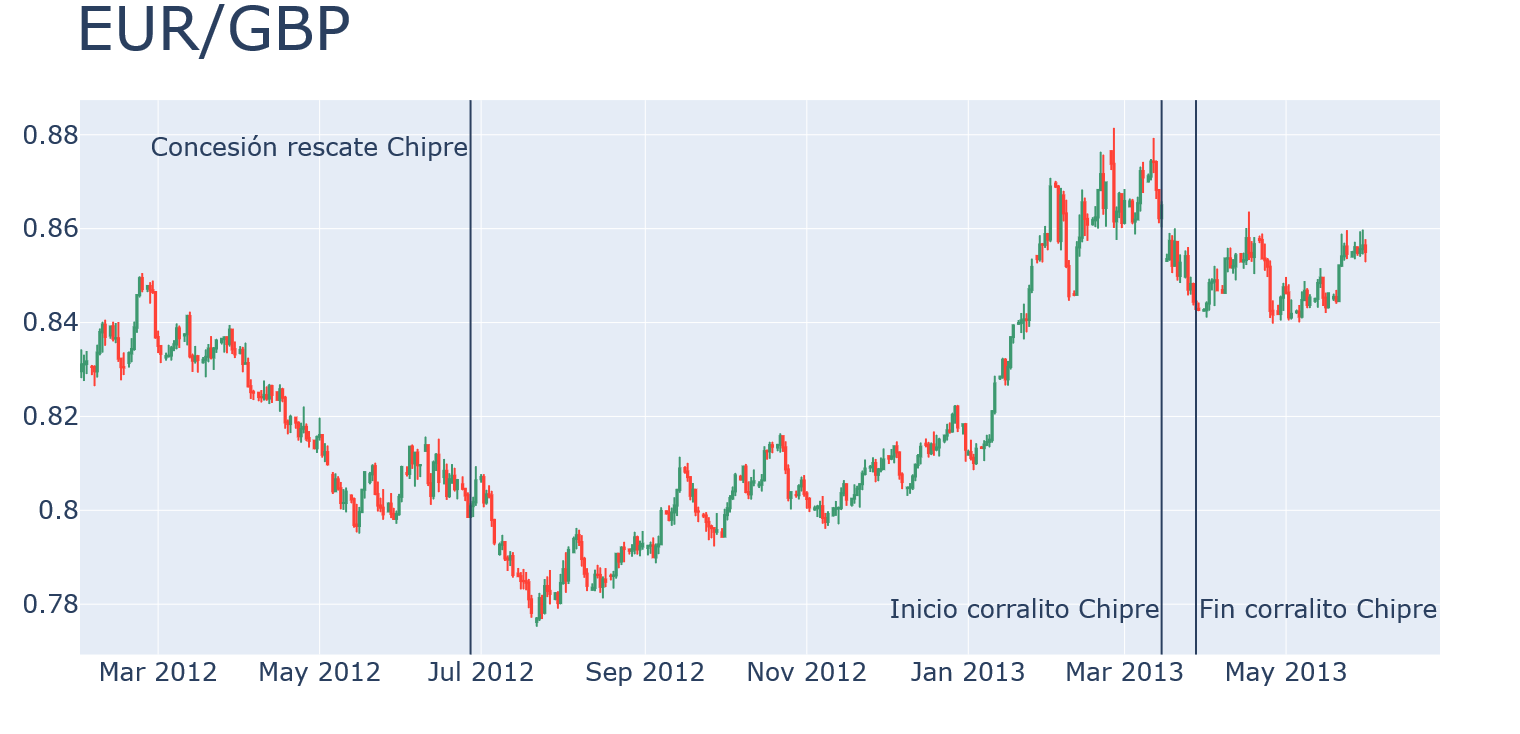 EUR/GBP
0.88
Concesión rescate Chipre
0.86
0.84
0.82
0.8
0.78
Inicio corralito Chipre
Fin corralito Chipre
Mar 2012
May 2012
Jul 2012
Sep 2012
Nov 2012
Jan 2013
Mar 2013
May 2013